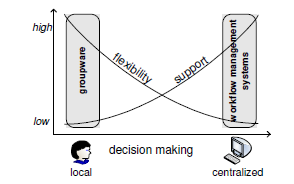 high
groupware
flexibility
support
workflow management
systems
low
decision making
local
centralized